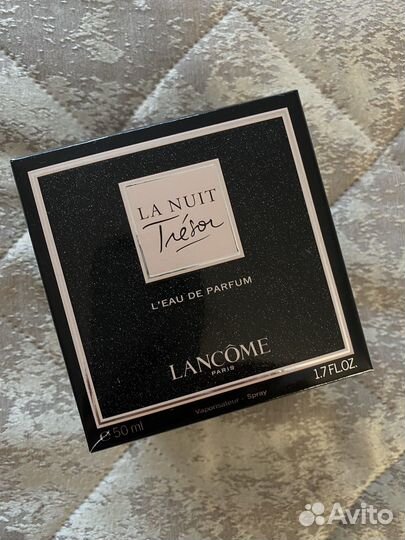 LA NUIT
Trésor
L'EAU DE PARFUM
LANCÔME
PARIS
Vaporisateur - Spray
℮ 50 ml
1.7 FL.OZ.
Avito